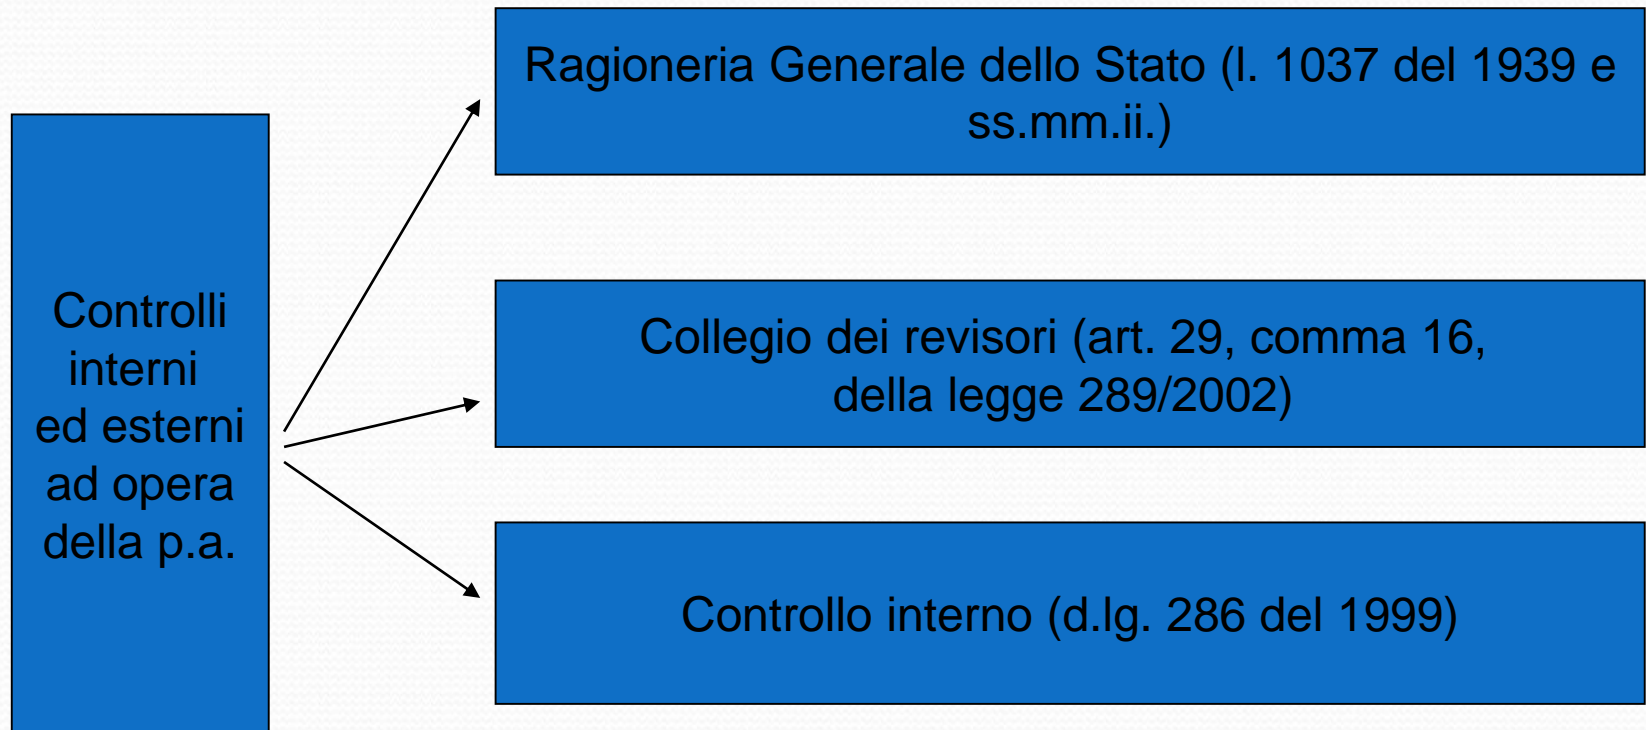 Controlli
interni
ed esterni
ad opera
della p.a.
Ragioneria Generale dello Stato (l. 1037 del 1939 e
ss.mm.ii.)
Collegio dei revisori (art. 29, comma 16,
della legge 289/2002)
Controllo interno (d.lg. 286 del 1999)